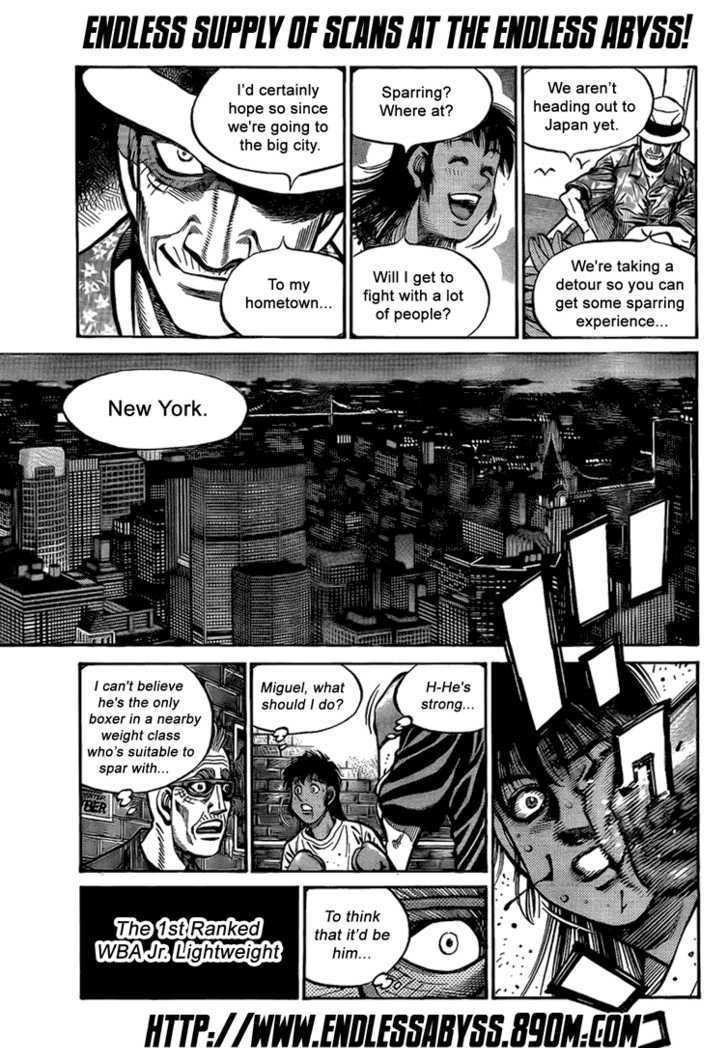 ENDLESS SUPPLY OF SCANS AT THE ENDLESS ABYSS!
We aren't
heading out to
Japan yet.
We're taking a
detour so you can
get some sparring
experience...
Sparring?
Where at?
Will I get to
fight with a lot
of people?
I'd certainly
hope so since
we're going to
the big city.
To my
hometown...
New York.
H-He's
strong...
Miguel, what
should I do?
I can't believe
he's the only
boxer in a nearby
weight class
who's suitable to
spar with...
BER
To think
that it'd be
him...
The 1st Ranked
WBA Jr. Lightweight
HTTP://WWW.ENDLESSABYSS.890M.COM